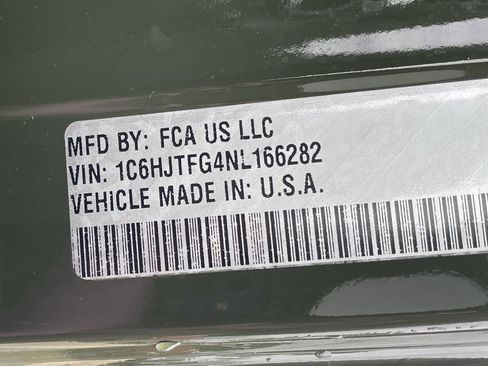 MFD BY: FCA US LLC
VIN: 1C6HJTFG4NL166282
VEHICLE MADE IN: U.S.A.